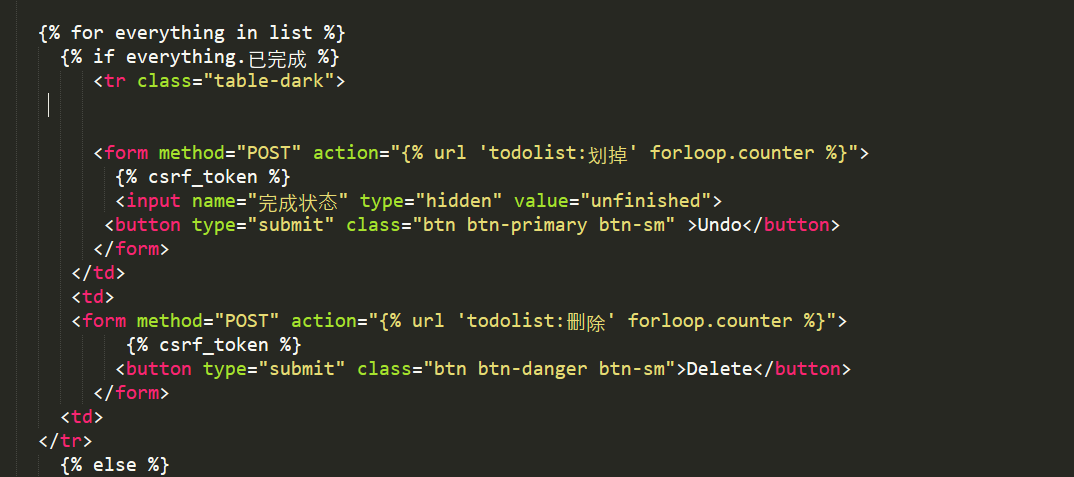 {% for everything in list %}
{% if everything.已完成 %}
<tr class="table-dark">
<form method="POST" action="{% url 'todolist:划掉' forloop.counter %}">
{% csrf_token %}
<input name="完成状态" type="hidden" value="unfinished">
<button type="submit" class="btn btn-primary btn-sm" >Undo</button>
</form>
</td>
<td>
<form method="POST" action="{% url 'todolist:删除' forloop.counter %}">
{% csrf_token %}
<button type="submit" class="btn btn-danger btn-sm">Delete</button>
</form>
<td>
</tr>
{% else %}